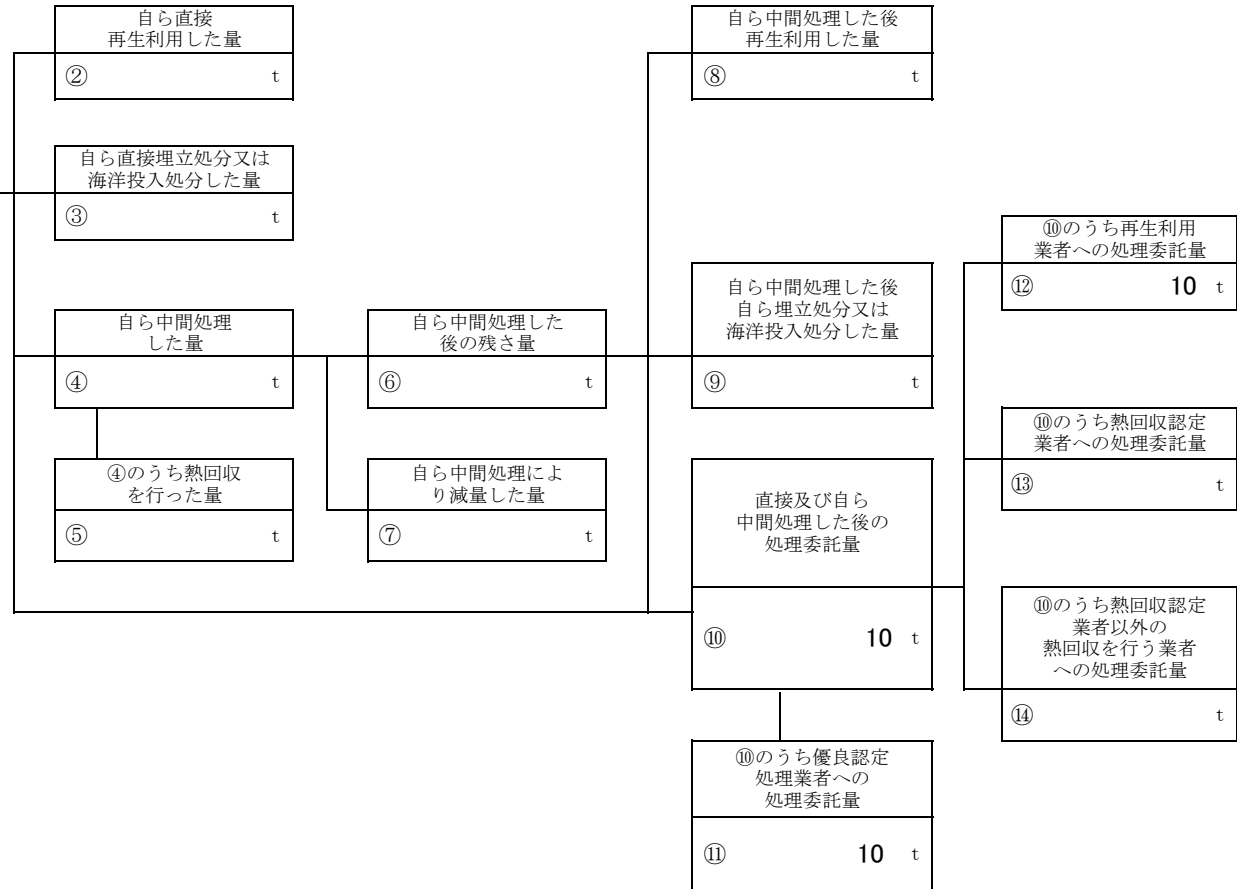 自ら直接
再生利用した量
② t
自ら直接埋立処分又は
海洋投入処分した量
③ t
自ら中間処理
した量
④ t
④のうち熱回収
を行った量
⑤ t
自ら中間処理した
後の残さ量
⑥ t
自ら中間処理によ
り減量した量
⑦ t
自ら中間処理した後
再生利用した量
⑧ t
自ら中間処理した後
自ら埋立処分又は
海洋投入処分した量
⑨ t
直接及び自ら
中間処理した後の
処理委託量
⑩ 10 t
⑩のうち優良認定
処理業者への
処理委託量
⑪ 10 t
⑩のうち再生利用
業者への処理委託量
⑫ 10 t
⑩のうち熱回収認定
業者への処理委託量
⑬ t
⑩のうち熱回収認定
業者以外の
熱回収を行う業者
への処理委託量
⑭ t